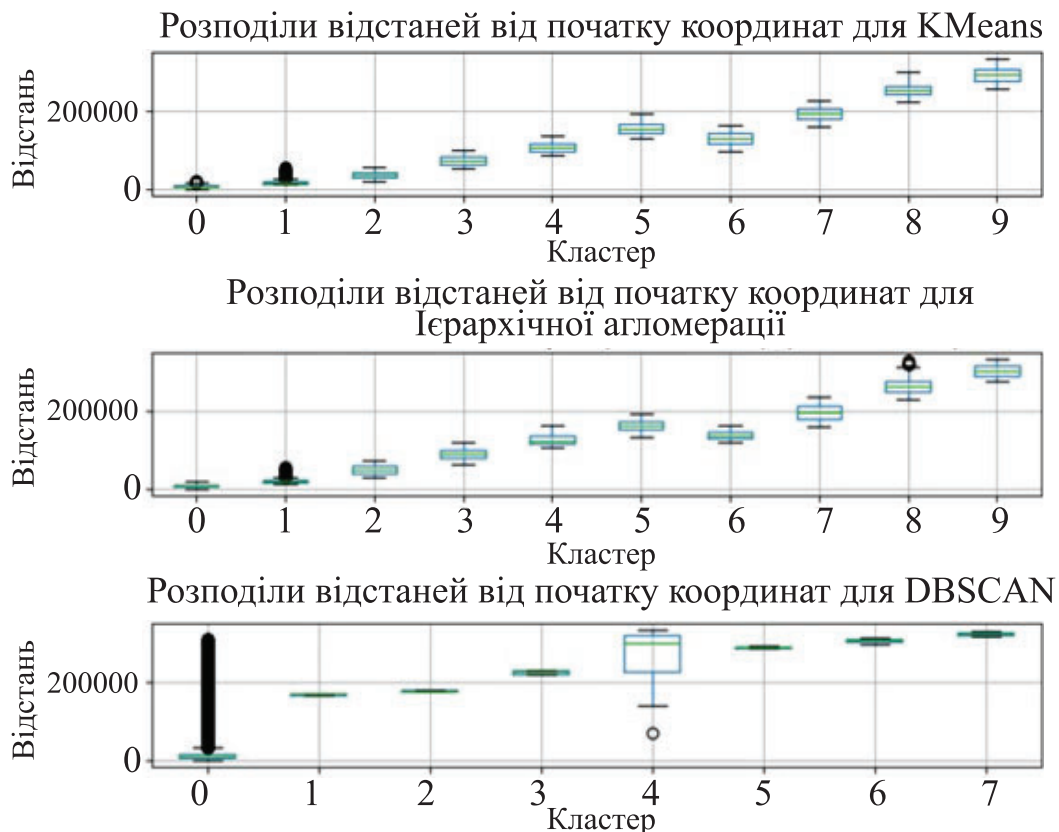 Розподіли відстаней від початку координат для KMeans
Відстань
200000
0
0 1 2 3 4 5 6 7 8 9
Кластер
Розподіли відстаней від початку координат для
Ієрархічної агломерації
Відстань
200000
0
0 1 2 3 4 5 6 7 8 9
Кластер
Розподіли відстаней від початку координат для DBSCAN
Відстань
200000
0
0 1 2 3 4 5 6 7
Кластер